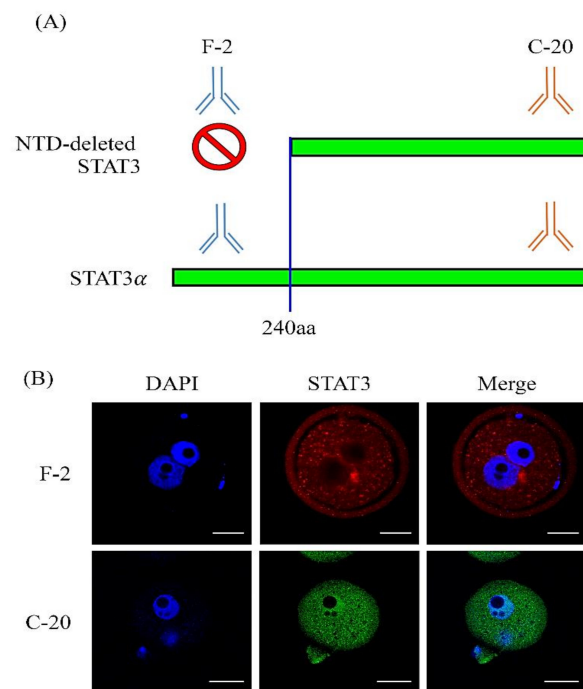 (A)
F-2
C-20
NTD-deleted
STAT3
STAT3α
240aa
(B)
DAPI
STAT3
Merge
F-2
C-20